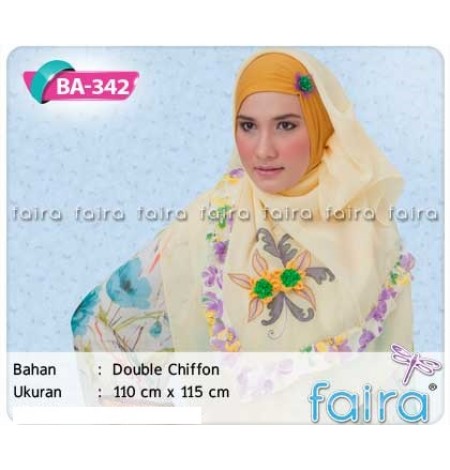 BA-342
faira faira faira faira faira faira faira
Bahan : Double Chiffon
Ukuran : 110 cm x 115 cm
faira®